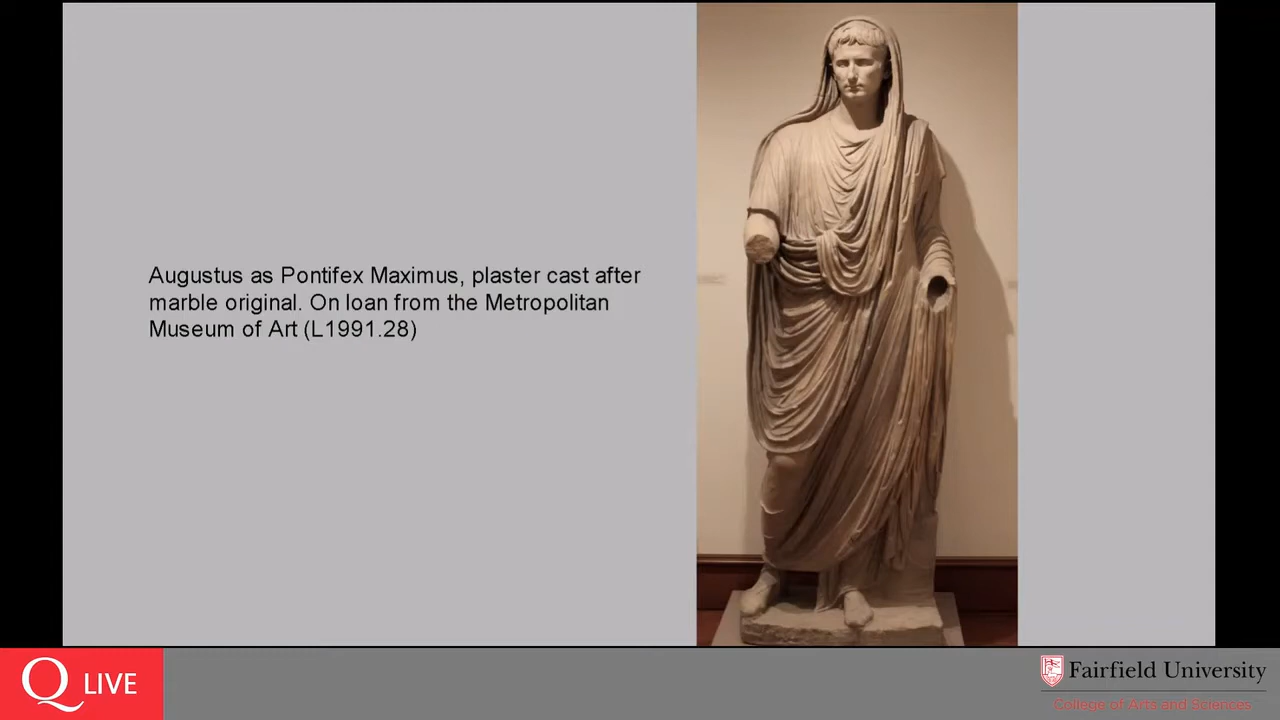 Augustus as Pontifex Maximus, plaster cast after
marble original. On loan from the Metropolitan
Museum of Art (L1991.28)
Q LIVE
Fairfield University
College of Arts and Sciences